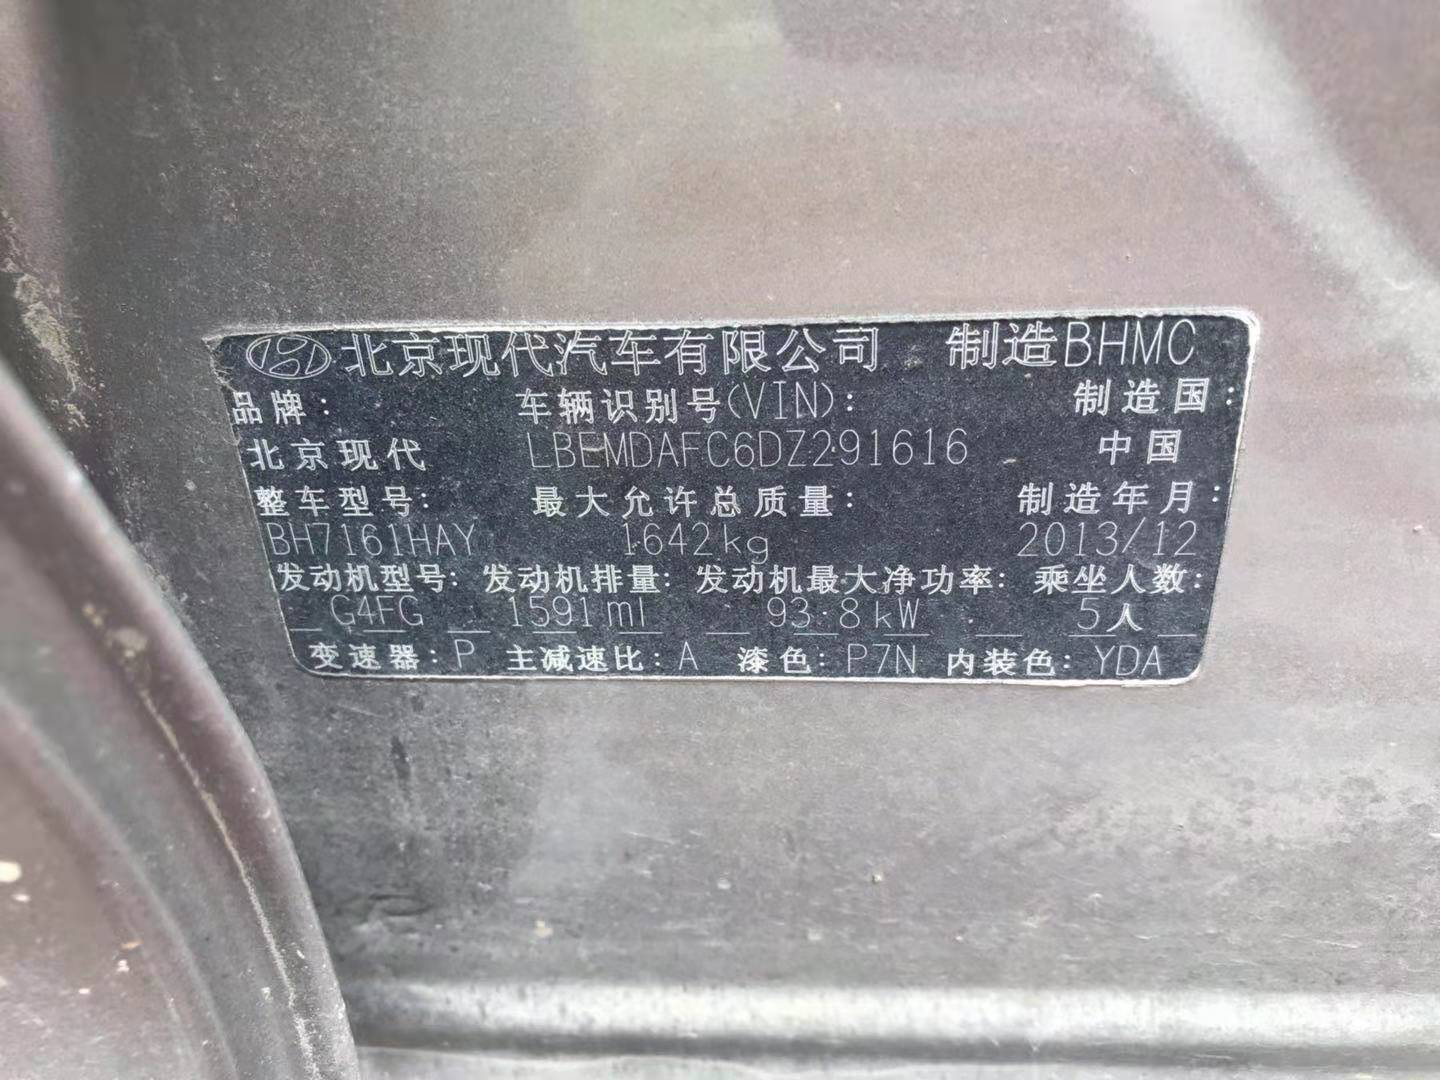 北京现代汽车有限公司 制造BHMC
品牌: 车辆识别号(VIN): 制造国:
北京现代 LBEMDAFC6DZ291616 中国
整车型号: 最大允许总质量: 制造年月:
BH7161HAY 1642kg 2013/12
发动机型号: 发动机排量: 发动机最大净功率: 乘坐人数:
G4FG 1591ml 93.8kW 5人
变速器: P 主减速比: A 漆色: P7N 内装色: YDA